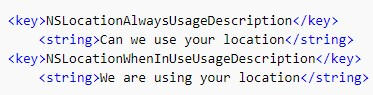 <key>NSLocationAlwaysUsageDescription</key>
<string>Can we use your location</string>
<key>NSLocationWhenInUseUsageDescription</key>
<string>We are using your location</string>